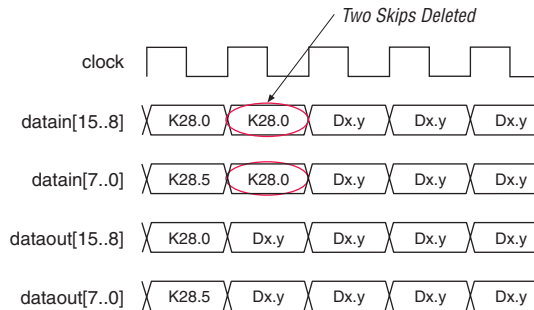 Two Skips Deleted
clock
datain[15..8] K28.0 K28.0 Dx.y Dx.y Dx.y
datain[7..0] K28.5 K28.0 Dx.y Dx.y Dx.y
dataout[15..8] K28.0 Dx.y Dx.y Dx.y Dx.y
dataout[7..0] K28.5 Dx.y Dx.y Dx.y Dx.y